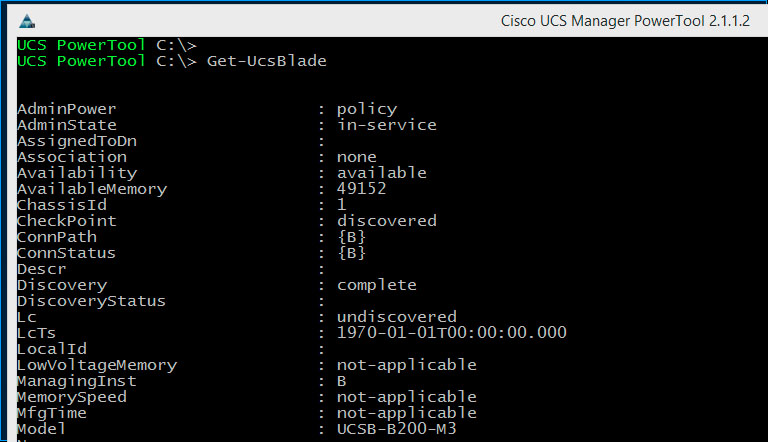 Cisco UCS Manager PowerTool 2.1.1.2
UCS PowerTool C:\>
UCS PowerTool C:\> Get-UcsBlade
AdminPower : policy
AdminState : in-service
AssignedToDn :
Association : none
Availability : available
AvailableMemory : 49152
ChassisId : 1
CheckPoint : discovered
ConnPath : {B}
ConnStatus : {B}
Descr :
Discovery : complete
DiscoveryStatus :
Lc : undiscovered
LcTs : 1970-01-01T00:00:00.000
LocalId :
LowVoltageMemory : not-applicable
ManagingInst : B
MemorySpeed : not-applicable
MfgTime : not-applicable
Model : UCSB-B200-M3